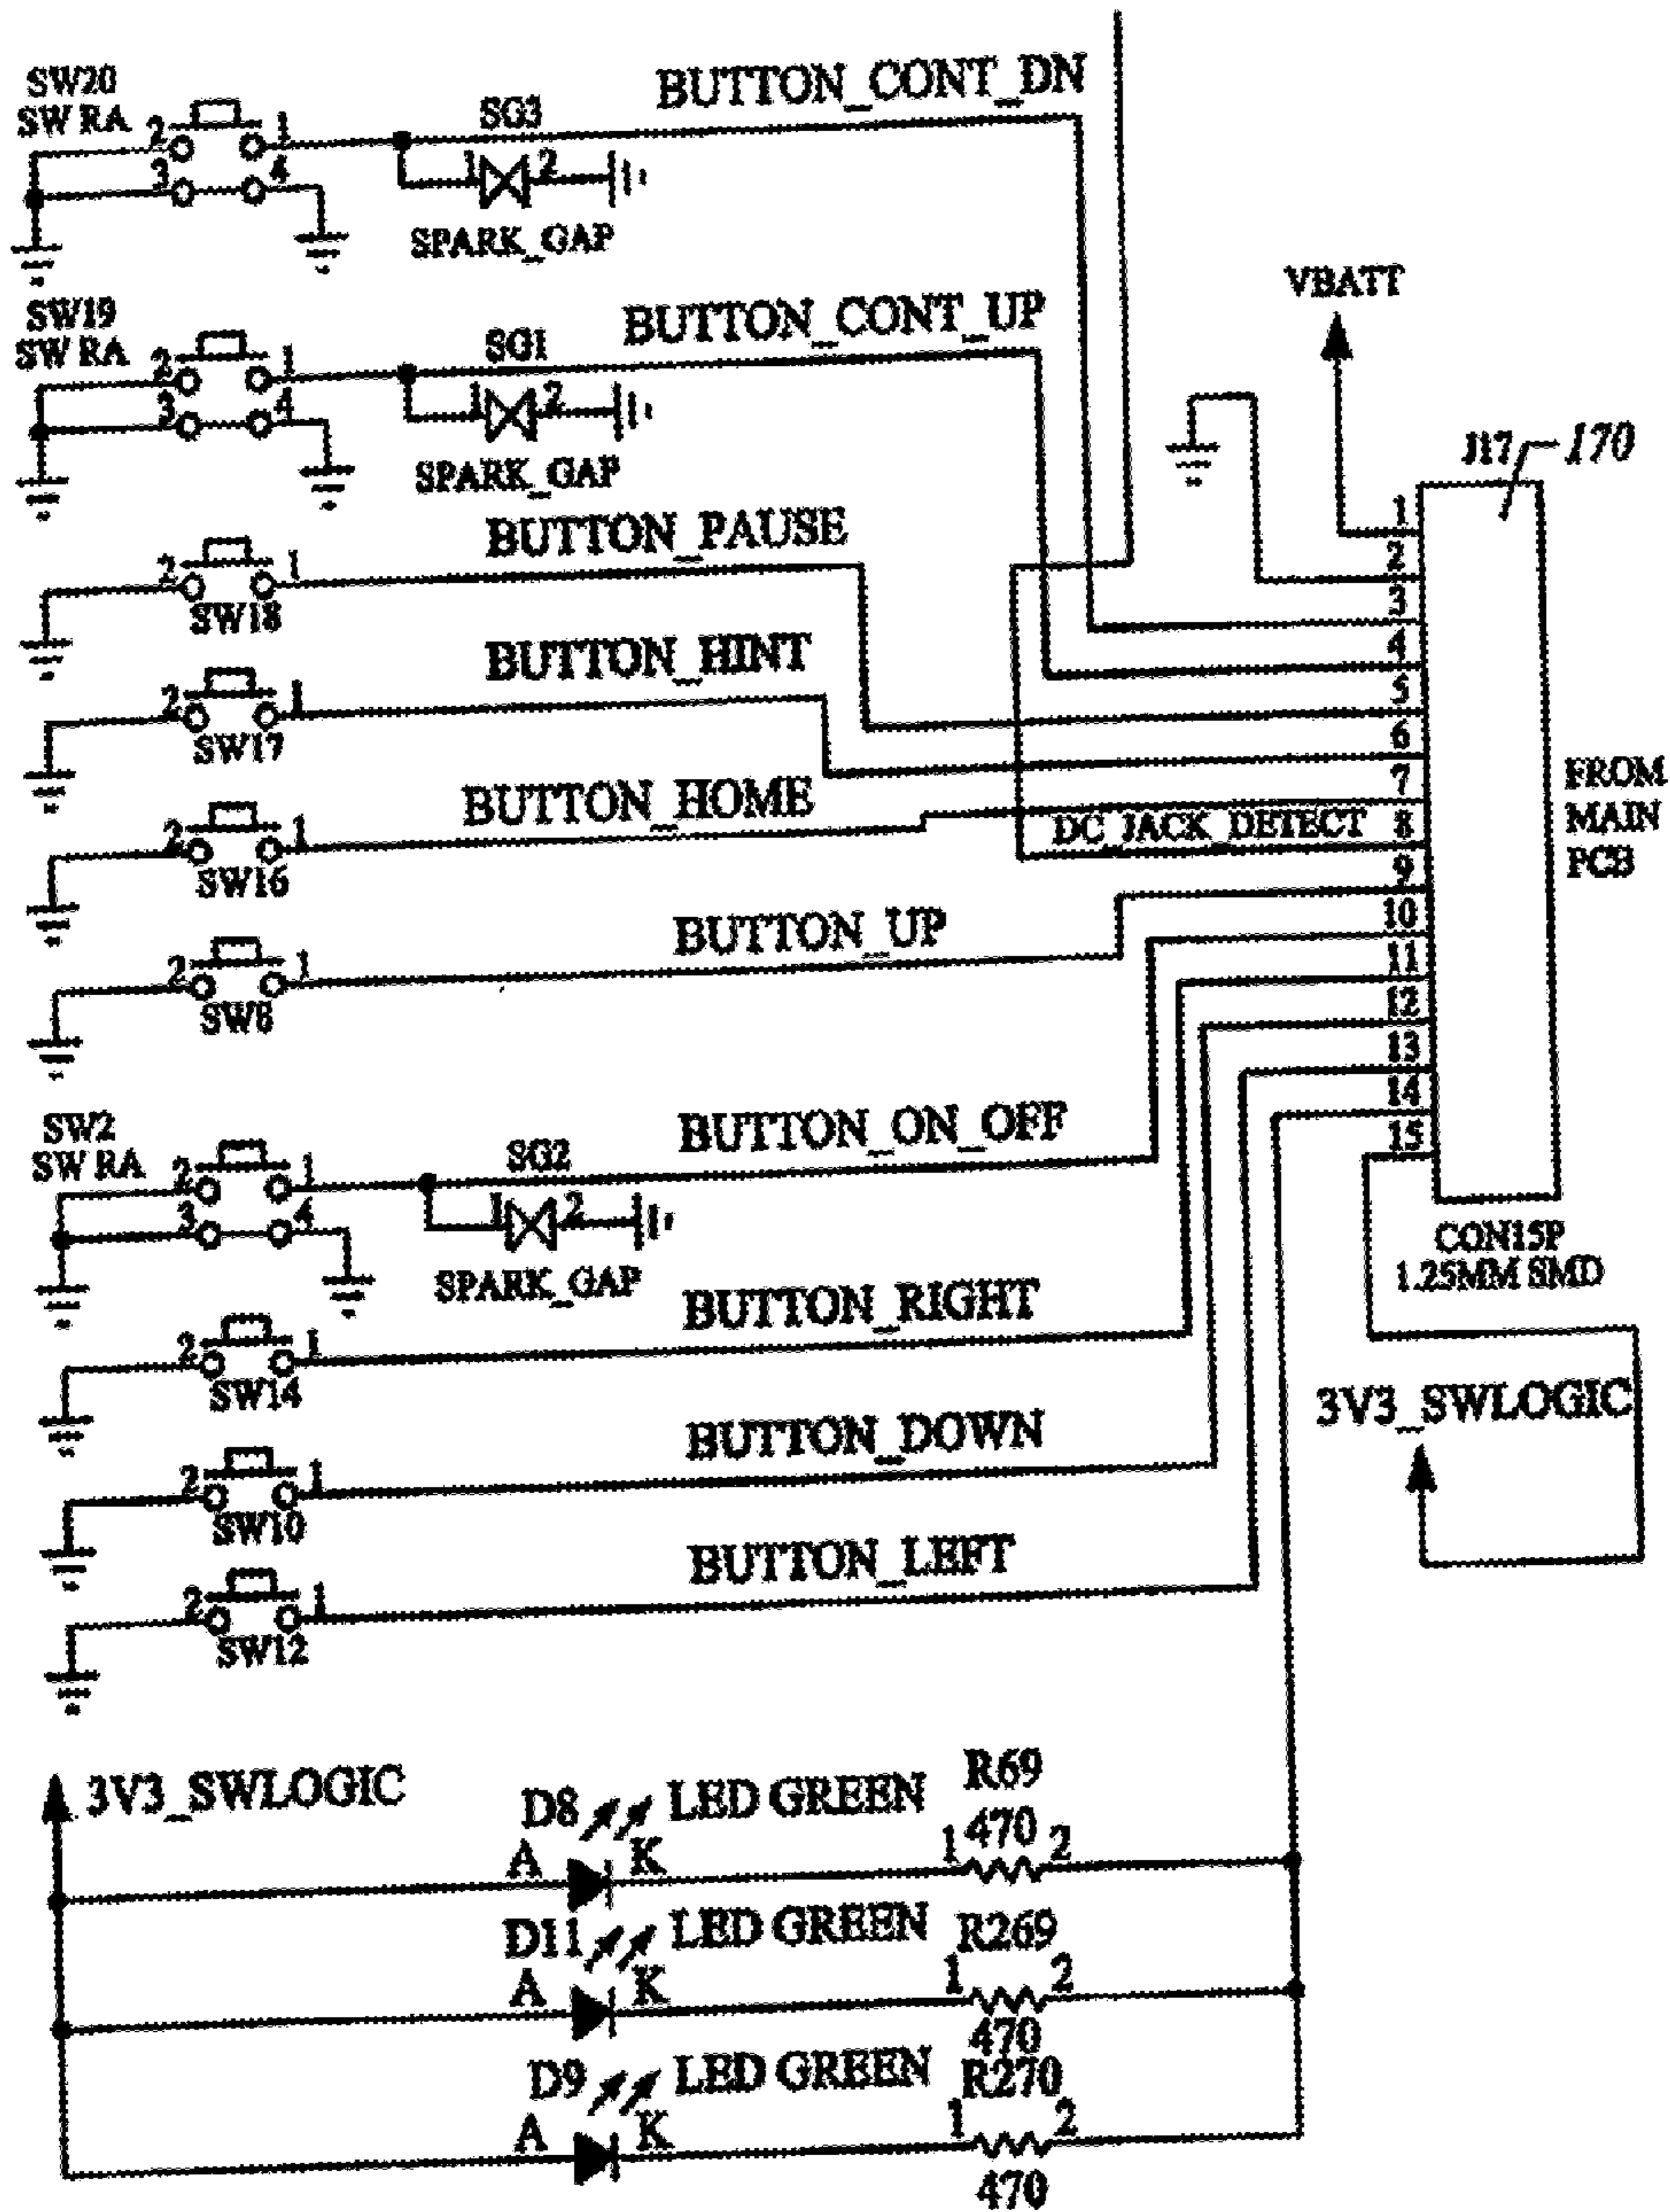 SW20
SW RA
2
1
3
4
SG3
1
2
SPARK_GAP
BUTTON_CONT_DN
SW19
SW RA
2
1
3
4
SG1
1
2
SPARK_GAP
BUTTON_CONT_UP
VBATT
J17
170
BUTTON_PAUSE
2
1
SW18
BUTTON_HINT
2
1
SW17
BUTTON_HOME
2
1
SW16
BUTTON_UP
2
1
SW8
1
2
3
4
5
6
7
DC_JACK_DETECT 8
9
10
11
12
13
14
15
FROM
MAIN
PCB
CON15P
1.25MM SMD
SW2
SW RA
2
1
3
4
SG2
1
2
SPARK_GAP
BUTTON_ON_OFF
BUTTON_RIGHT
2
1
SW14
BUTTON_DOWN
2
1
SW10
BUTTON_LEFT
2
1
SW12
3V3_SWLOGIC
3V3_SWLOGIC
D8 LED GREEN
A K
R69
470
1 2
D11 LED GREEN
A K
R269
1 2
470
D9 LED GREEN
A K
R270
1 2
470